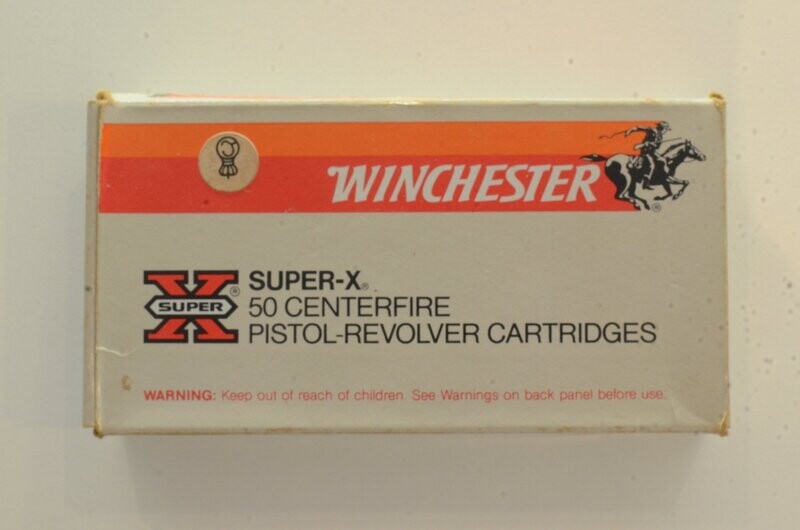 WINCHESTER
®
SUPER ®
SUPER-X®
50 CENTERFIRE
PISTOL-REVOLVER CARTRIDGES
WARNING: Keep out of reach of children. See Warnings on back panel before use.